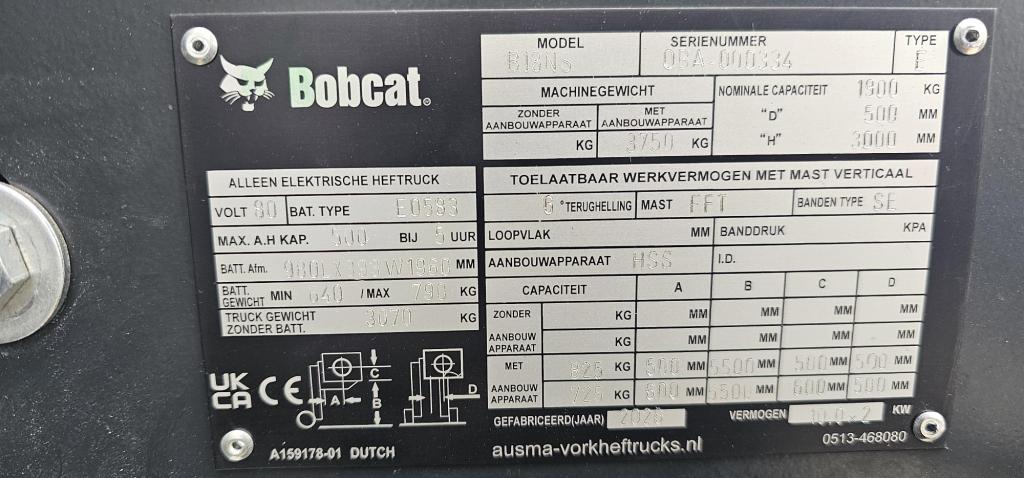 Bobcat
MODEL SERIENUMMER TYPE
E
MACHINEGEWICHT
ZONDER AANBOUWAPPARAAT
MET AANBOUWAPPARAAT
KG 3750 KG
NOMINALE CAPACITEIT KG
"D" 500 MM
"H" 3000 MM
ALLEEN ELEKTRISCHE HEFTRUCK
VOLT 80 BAT. TYPE E0583
MAX. A.H KAP. 500 BIJ 5 UUR
BATT. Afm. MM
BATT. GEWICHT MIN 640 / MAX 790 KG
TRUCK GEWICHT ZONDER BATT. 3070 KG
TOELAATBAAR WERKVERMOGEN MET MAST VERTICAAL
6 °TERUGHELLING MAST FFT BANDEN TYPE SE
LOOPVLAK MM BANDDRUK KPA
AANBOUWAPPARAAT HSS I.D.
CAPACITEIT A B C D
ZONDER KG MM MM MM MM
AANBOUW APPARAAT KG MM MM MM MM
MET 825 KG 500 MM 5500 MM 500 MM 500 MM
AANBOUW APPARAAT 725 KG 600 MM 5500 MM 600 MM 500 MM
GEFABRICEERD(JAAR) VERMOGEN 10.0x2 KW
C
A
B
D
UK
CA
CE
A159178-01 DUTCH
ausma-vorkheftrucks.nl
0513-468080